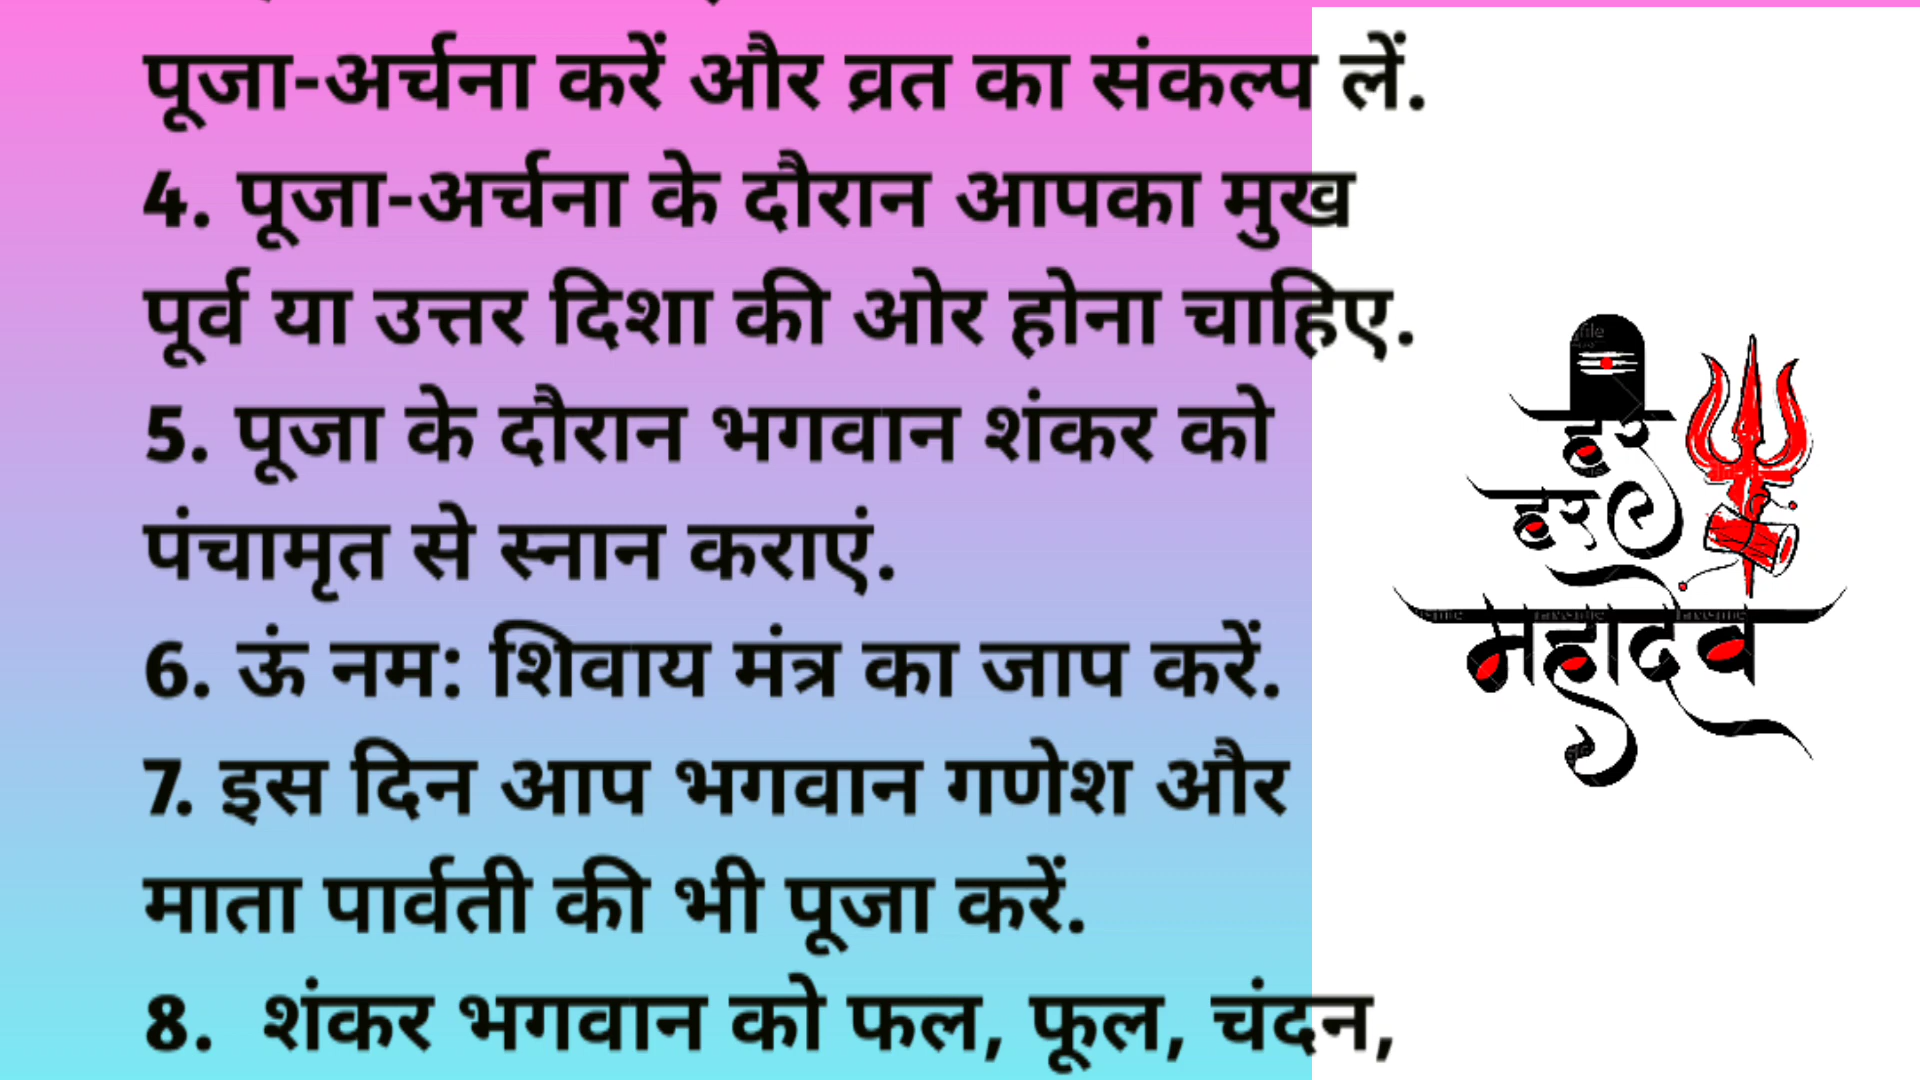 पूजा-अर्चना करें और व्रत का संकल्प लें.
4. पूजा-अर्चना के दौरान आपका मुख
पूर्व या उत्तर दिशा की ओर होना चाहिए.
5. पूजा के दौरान भगवान शंकर को
पंचामृत से स्नान कराएं.
6. ऊं नम: शिवाय मंत्र का जाप करें.
7. इस दिन आप भगवान गणेश और
माता पार्वती की भी पूजा करें.
8. शंकर भगवान को फल, फूल, चंदन,
हर
हर
महादेव